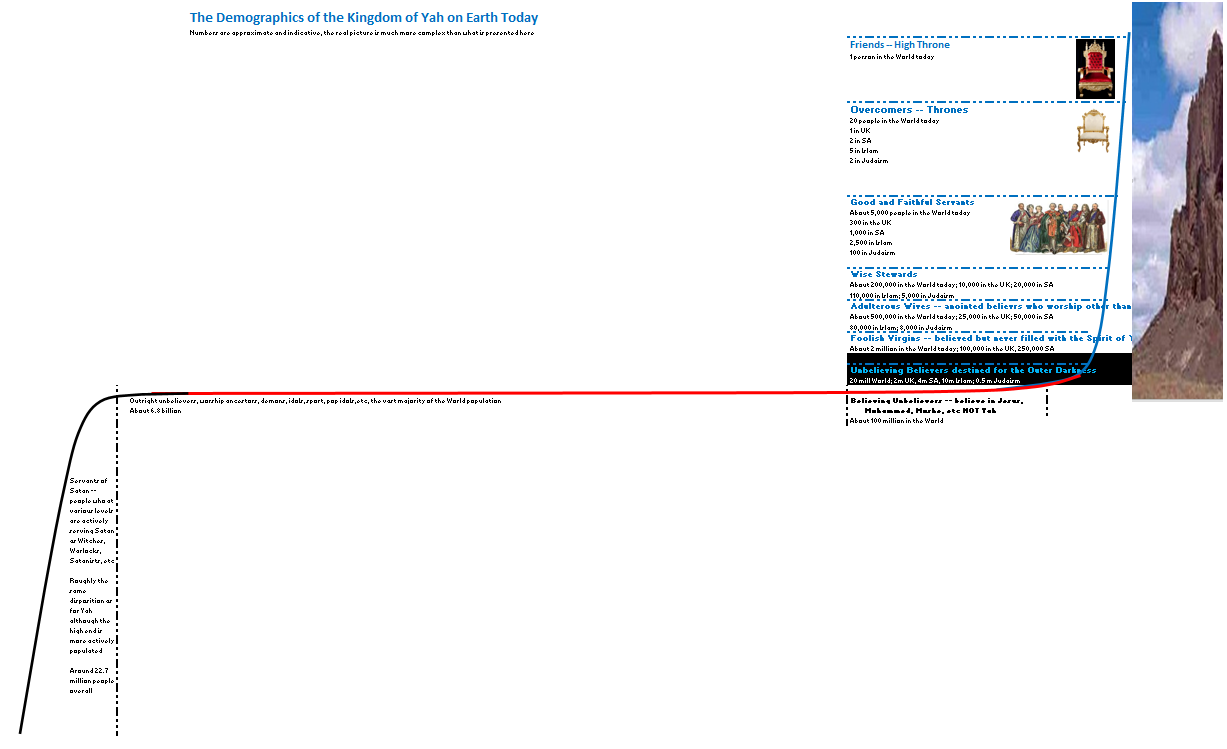 The Demographics of the Kingdom of Yah on Earth Today
Numbers are approximate and indicative, the real picture is much more complex than what is presented here
Friends -- High Throne
1 person in the World today
Overcomers -- Thrones
20 people in the World today
1 in UK
2 in SA
5 in Islam
2 in Judaism
Good and Faithful Servants
About 5,000 people in the World today
300 in the UK
1,000 in SA
2,500 in Islam
100 in Judaism
Wise Stewards
About 200,000 in the World today; 10,000 in the UK; 20,000 in SA
110,000 in Islam; 5,000 in Judaism
Adulterous Wives -- anointed believrs who worship other than
About 500,000 in the World today; 25,000 in the UK; 50,000 in SA
80,000 in Islam; 8,000 in Judaism
Foolish Virgins -- believed but never filled with the Spirit of Y
About 2 million in the World today; 100,000 in the UK, 250,000 SA
Unbelieving Believers destined for the Outer Darkness
20 mill World; 2m UK, 4m SA, 10m Islam; 0.5 m Judaism
Believing Unbelievers -- believe in Jesus,
Mohammed, Moshe, etc NOT Yah
About 100 million in the World
Outright unbelievers, worship ancestors, demons, idols, sport, pop idols, etc, the vast majority of the World population
About 6.8 billion
Servants of
Satan --
people who at
various levels
are actively
serving Satan
as Witches,
Warlocks,
Satanists, etc
Roughly the
same
disposition as
for Yah
although the
high end is
more actively
populated
Around 22.7
million people
overall